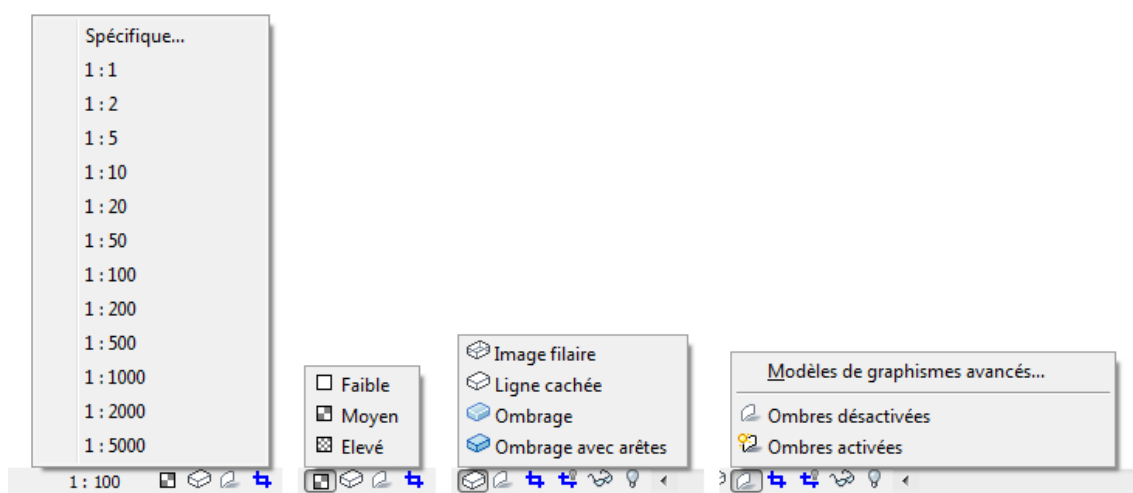 Spécifique...
1 : 1
1 : 2
1 : 5
1 : 10
1 : 20
1 : 50
1 : 100
1 : 200
1 : 500
1 : 1000
1 : 2000
1 : 5000
1 : 100
Faible
Moyen
Elevé
Image filaire
Ligne cachée
Ombrage
Ombrage avec arêtes
Modèles de graphismes avancés...
Ombres désactivées
Ombres activées